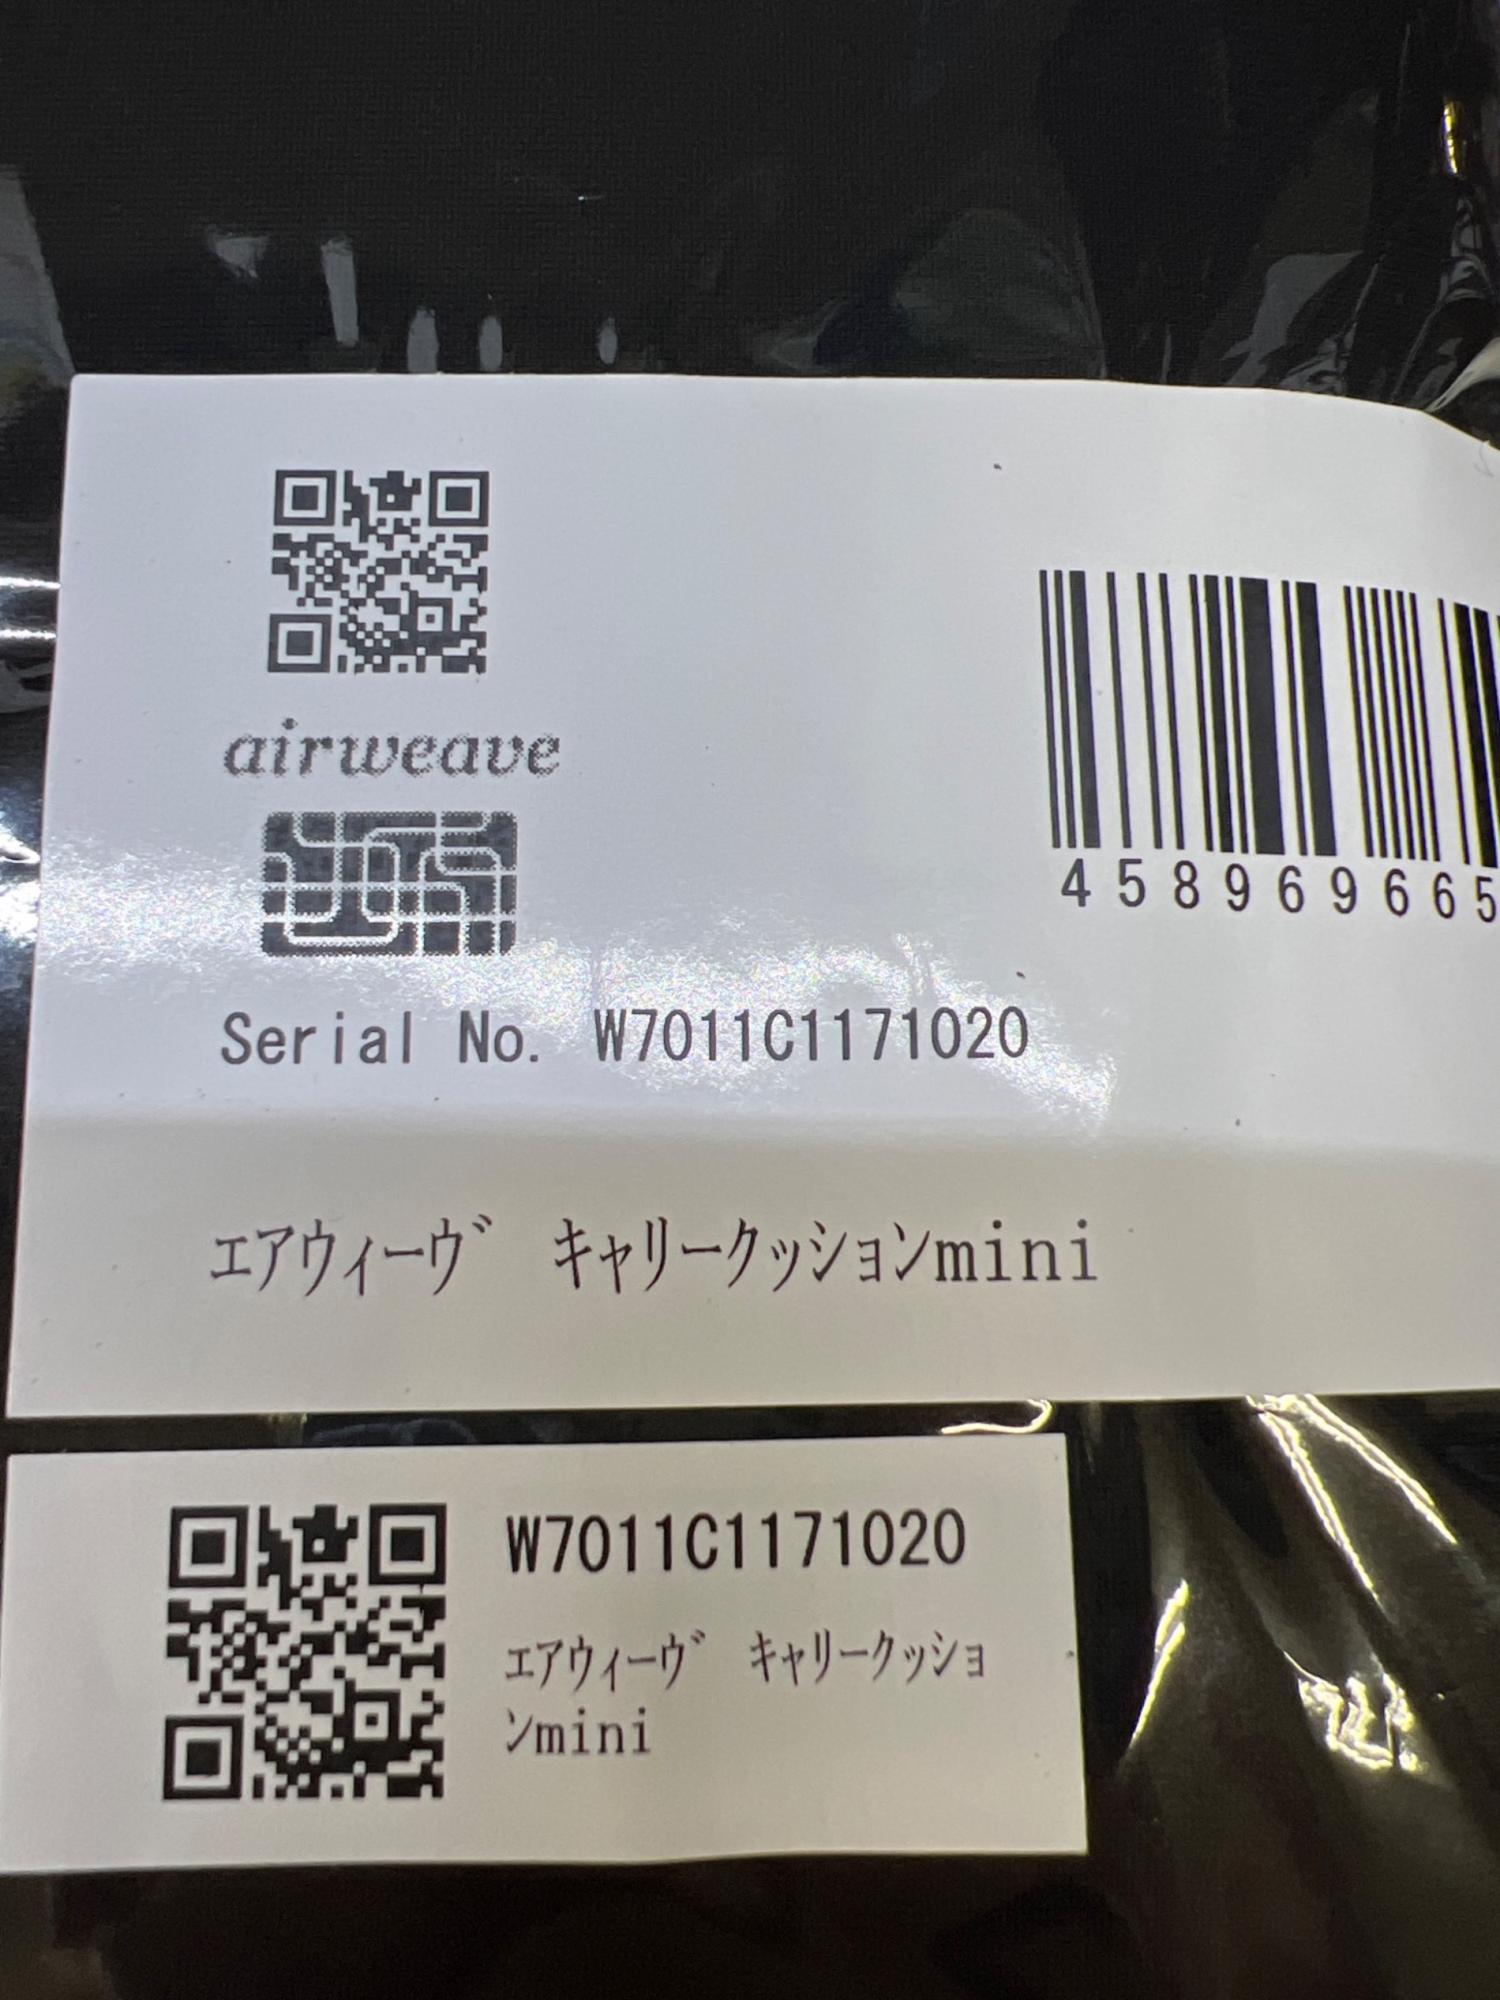 airweave
458969665
Serial No. W7011C1171020
エアウィーヴ キャリークッションmini
W7011C1171020
エアウィーヴ キャリークッショ
ンmini